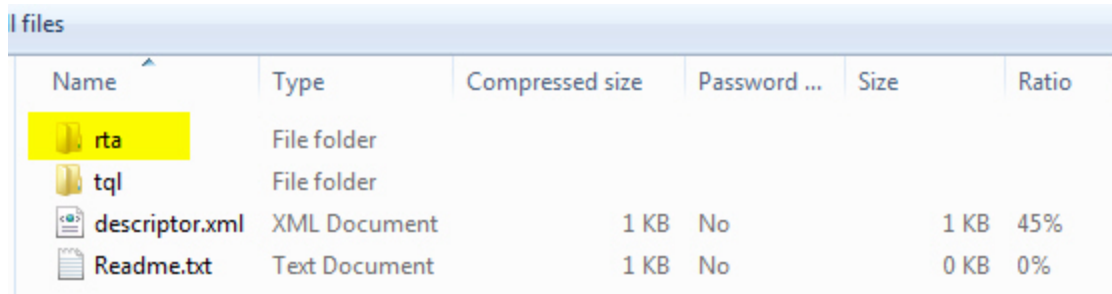 l files
Name Type Compressed size Password ... Size Ratio
rta File folder
tql File folder
descriptor.xml XML Document 1 KB No 1 KB 45%
Readme.txt Text Document 1 KB No 0 KB 0%